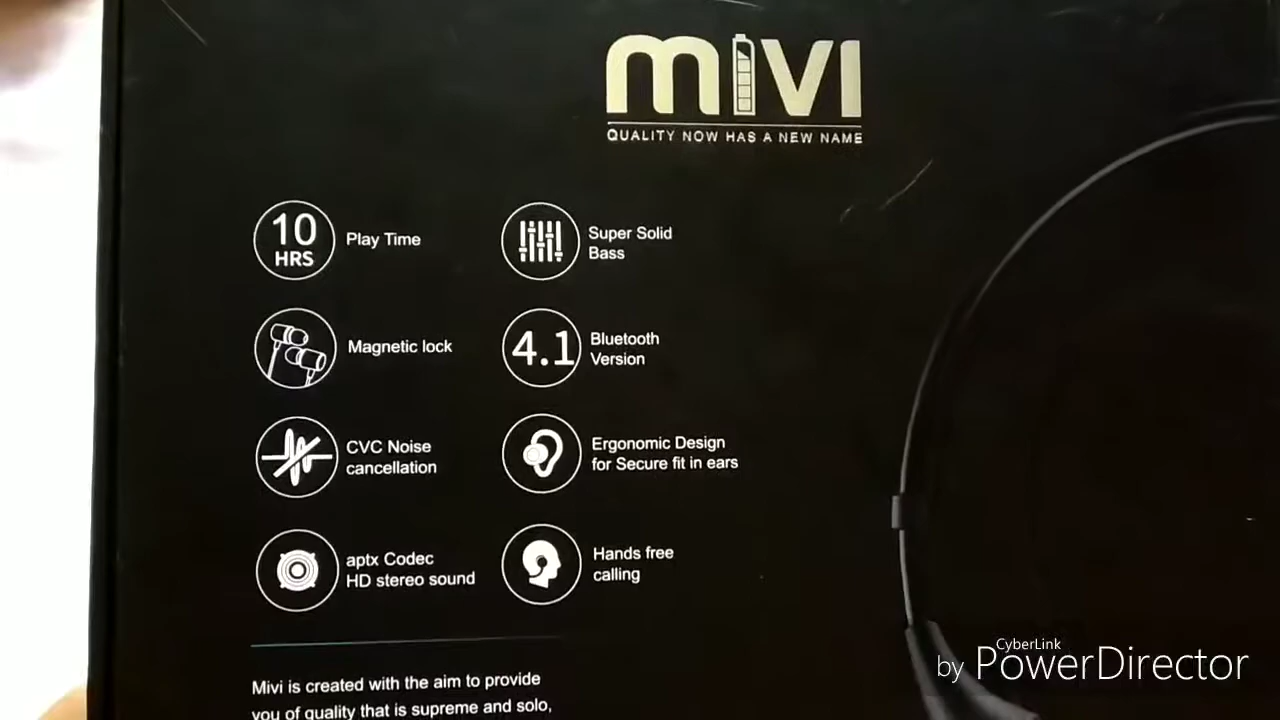 mivi
QUALITY NOW HAS A NEW NAME
10
HRS
Play Time
Super Solid
Bass
Magnetic lock
4.1
Bluetooth
Version
CVC Noise
cancellation
Ergonomic Design
for Secure fit in ears
aptx Codec
HD stereo sound
Hands free
calling
Mivi is created with the aim to provide
you of quality that is supreme and solo,
CyberLink
by PowerDirector